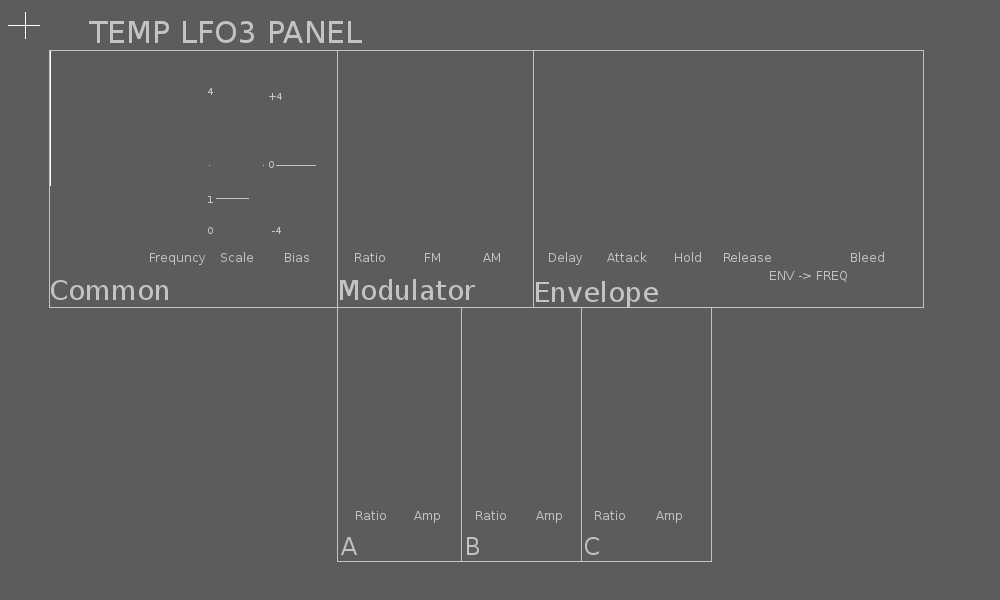 TEMP LFO3 PANEL
4 +4
· · 0
1
0 -4
Frequncy Scale Bias Ratio FM AM Delay Attack Hold Release Bleed
ENV -> FREQ
Common Modulator Envelope
Ratio Amp Ratio Amp Ratio Amp
A B C